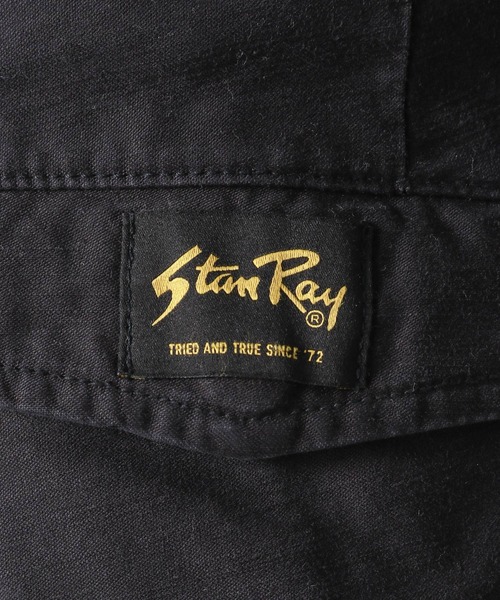 Stan Ray®
TRIED AND TRUE SINCE '72